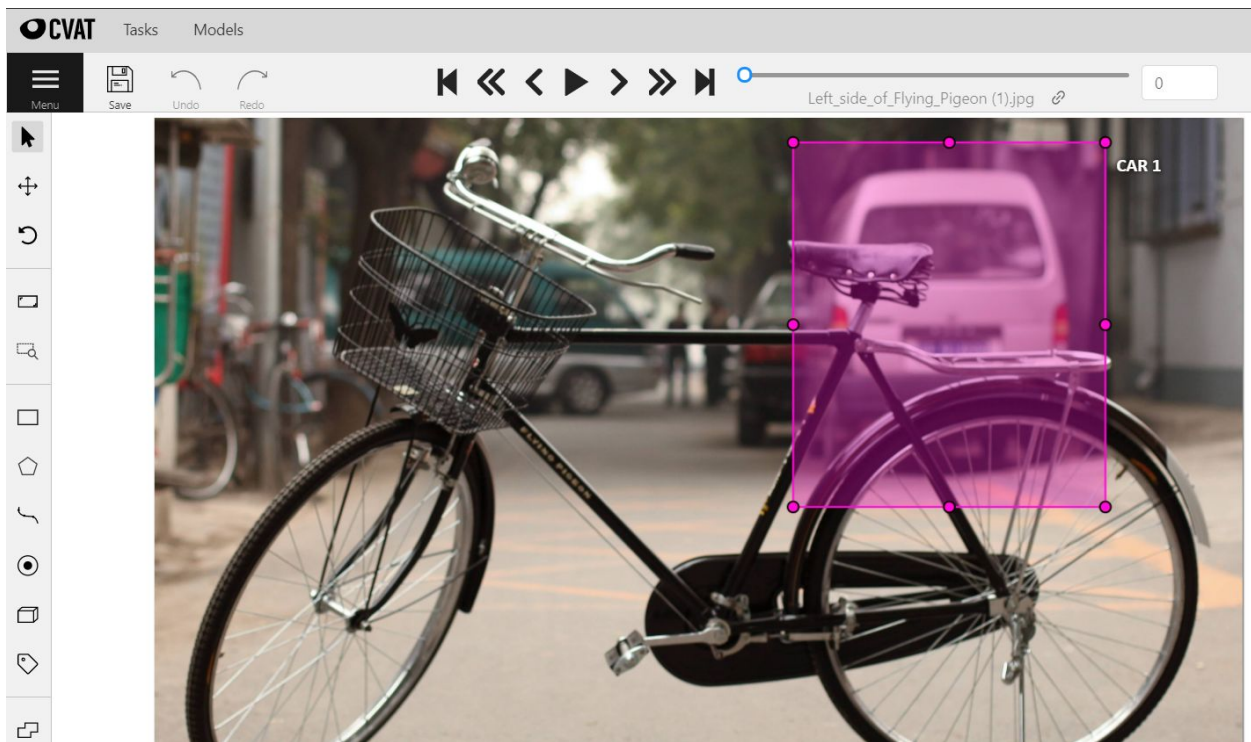 CVAT Tasks Models
Menu Save Undo Redo
0
Left_side_of_Flying_Pigeon (1).jpg
CAR 1
FLYING PIGEON